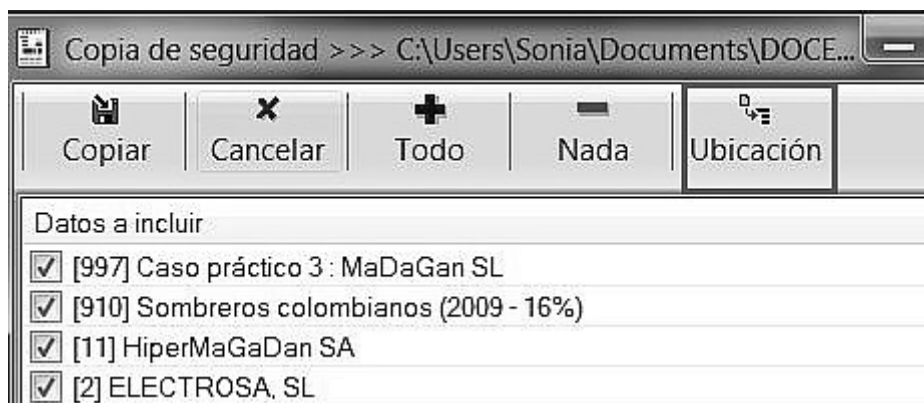 Copia de seguridad >>> C:\Users\Sonia\Documents\DOCE...
Copiar Cancelar Todo Nada Ubicación
Datos a incluir
[997] Caso práctico 3 : MaDaGan SL
[910] Sombreros colombianos (2009 - 16%)
[11] HiperMaGaDan SA
[2] ELECTROSA, SL